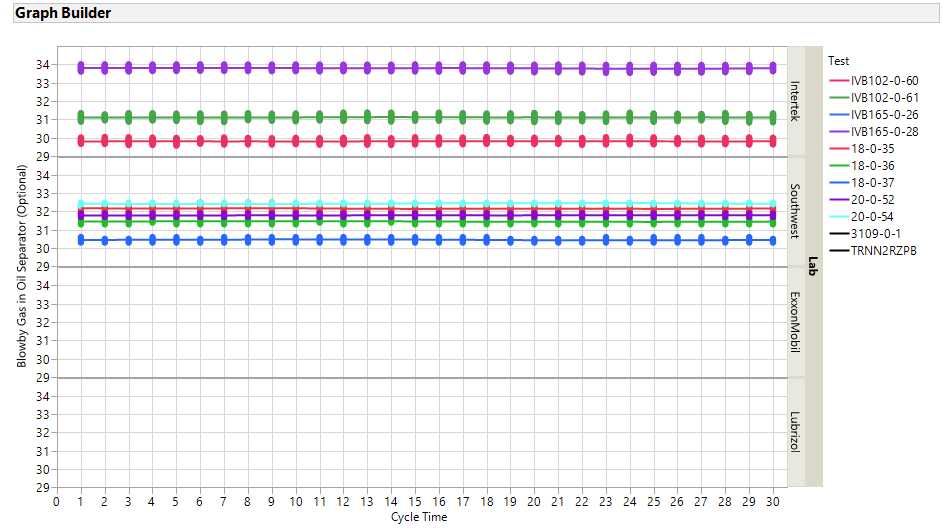 Graph Builder
Blowby Gas in Oil Separator (Optional)
34
33
32
31
30
29
34
33
32
31
30
29
34
33
32
31
30
29
34
33
32
31
30
29
Intertek
Southwest
ExxonMobil
Lubrizol
Lab
0 1 2 3 4 5 6 7 8 9 10 11 12 13 14 15 16 17 18 19 20 21 22 23 24 25 26 27 28 29 30
Cycle Time
Test
IVB102-0-60
IVB102-0-61
IVB165-0-26
IVB165-0-28
18-0-35
18-0-36
18-0-37
20-0-52
20-0-54
3109-0-1
TRNN2RZPB